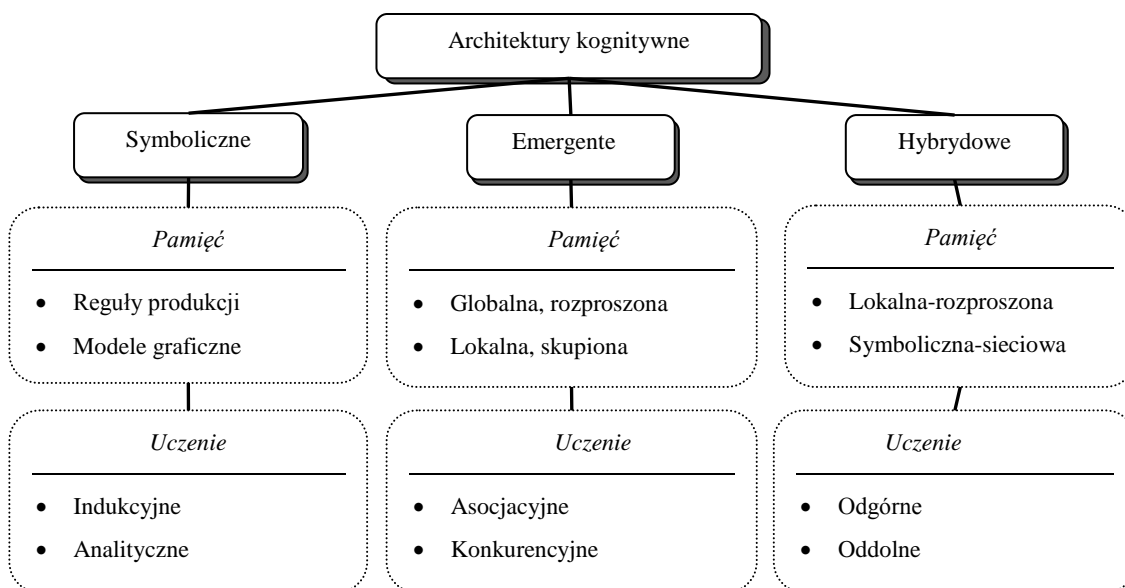 Architektury kognitywne
Symboliczne
Emergente
Hybrydowe
Pamięć
• Reguły produkcji
• Modele graficzne
Pamięć
• Globalna, rozproszona
• Lokalna, skupiona
Pamięć
• Lokalna-rozproszona
• Symboliczna-sieciowa
Uczenie
• Indukcyjne
• Analityczne
Uczenie
• Asocjacyjne
• Konkurencyjne
Uczenie
• Odgórne
• Oddolne